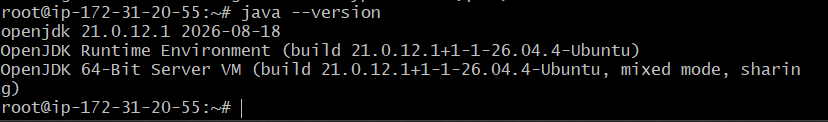 root@ip-172-31-20-55:~# java --version
openjdk 21.0.12.1 2026-08-18
OpenJDK Runtime Environment (build 21.0.12.1+1-1-26.04.4-Ubuntu)
OpenJDK 64-Bit Server VM (build 21.0.12.1+1-1-26.04.4-Ubuntu, mixed mode, sharin
g)
root@ip-172-31-20-55:~#